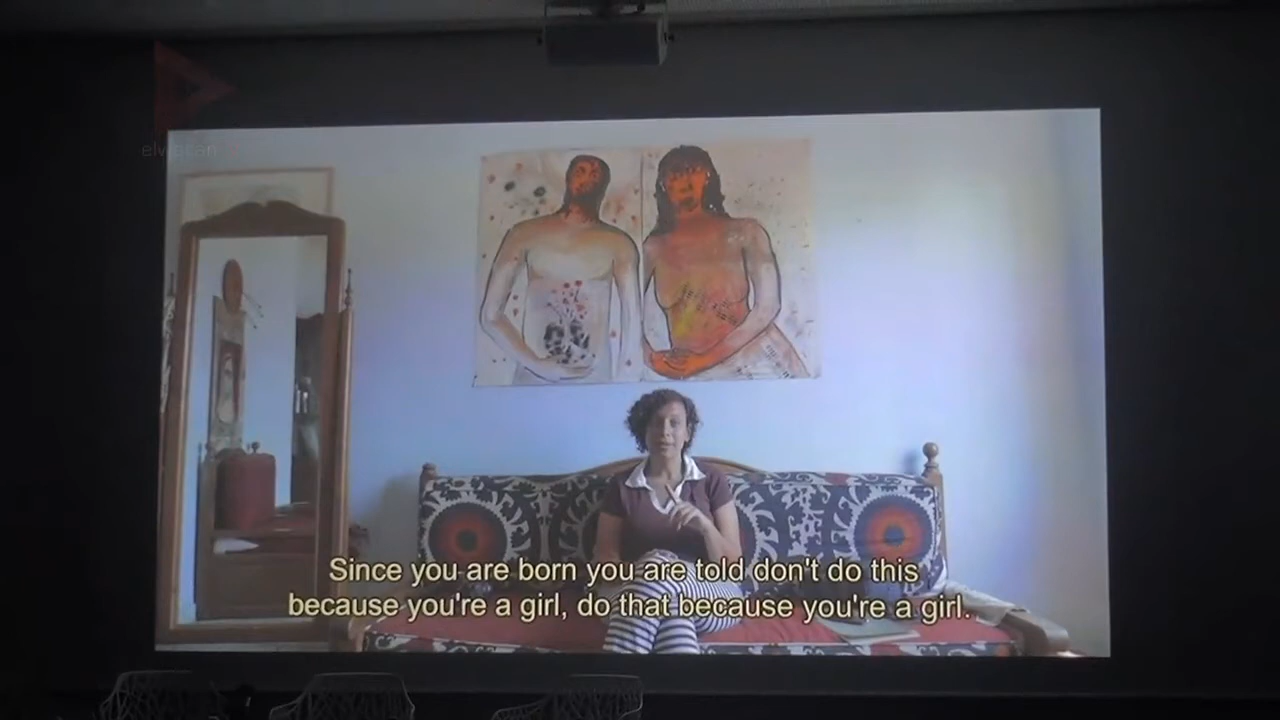 Since you are born you are told don't do this
because you're a girl, do that because you're a girl.